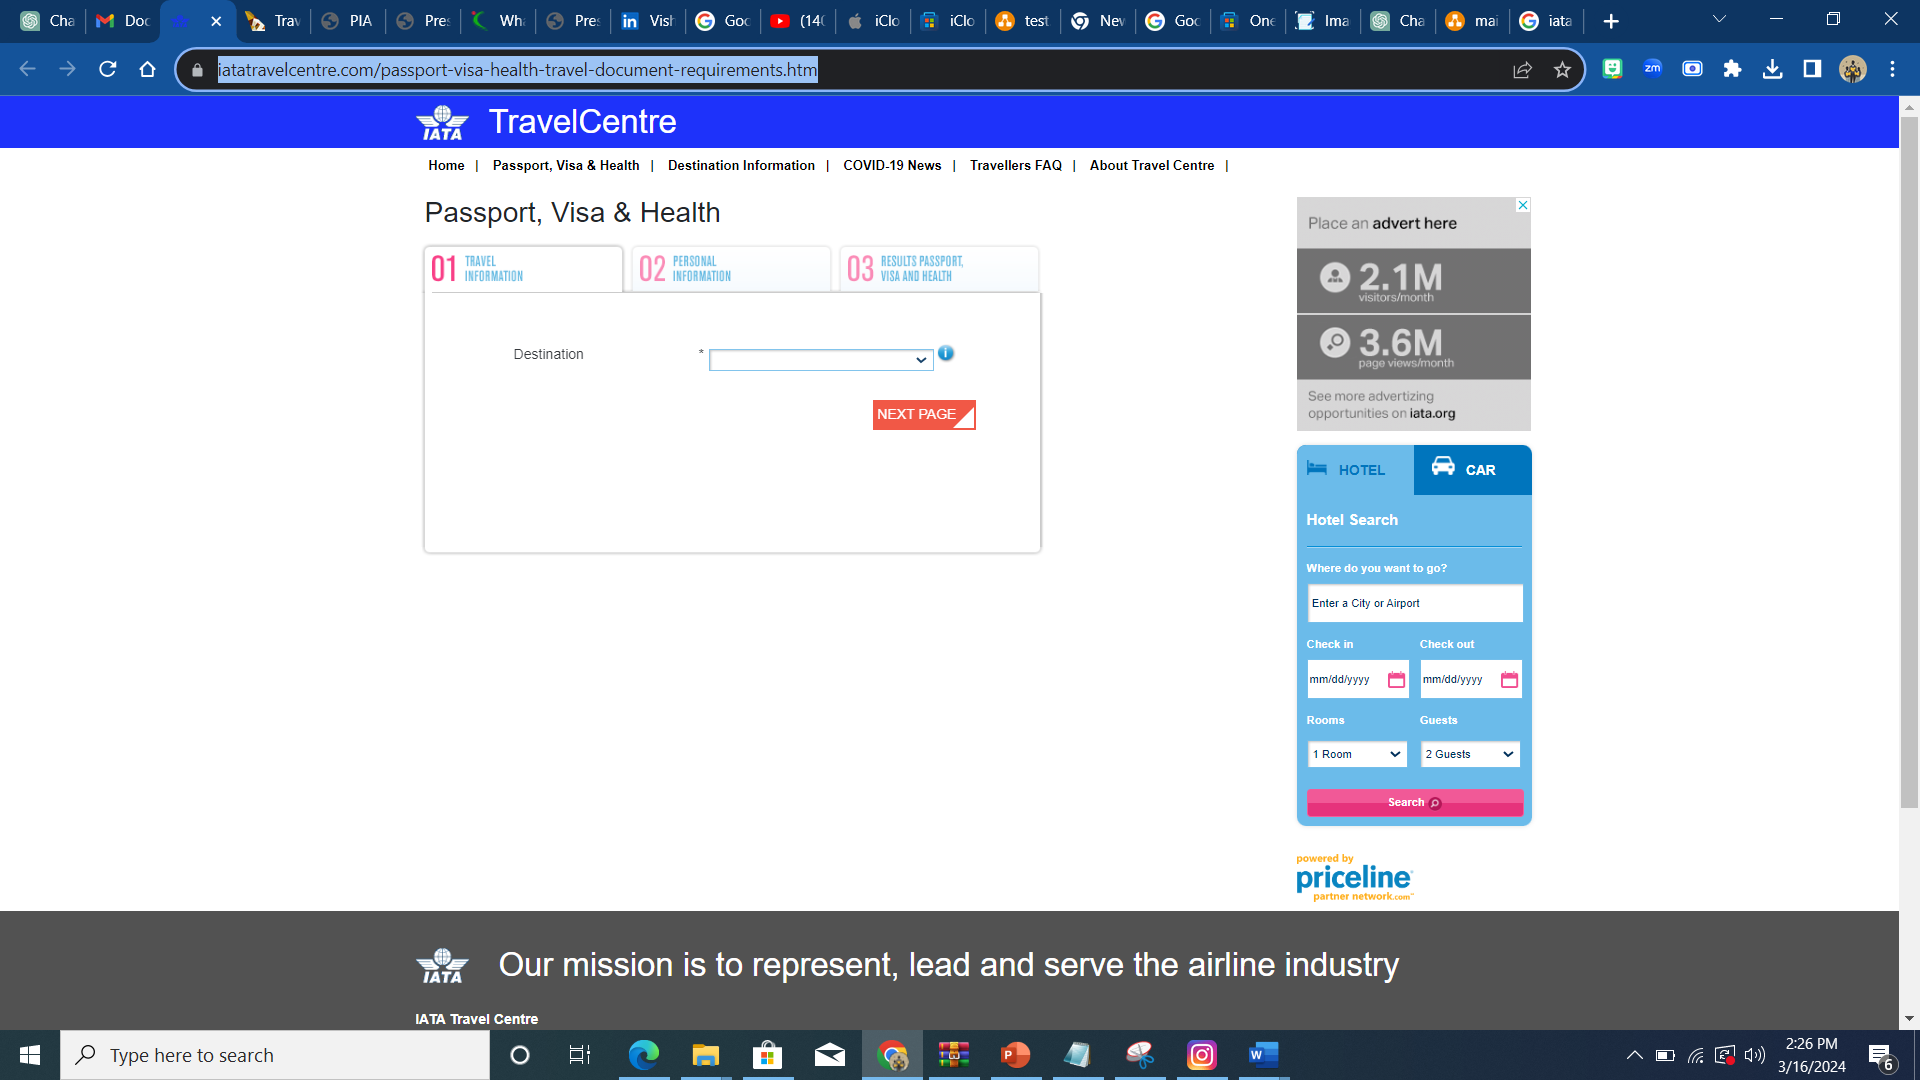 Cha
Doc
Trav
PIA
Pres
Wha
Pres
Vish
Goo
(140
iClo
iClo
test
Nev
Goo
One
Ima
Cha
mai
iata
iatatravelcentre.com/passport-visa-health-travel-document-requirements.htm
zm
IATA TravelCentre
Home | Passport, Visa & Health | Destination Information | COVID-19 News | Travellers FAQ | About Travel Centre |
Passport, Visa & Health
01 TRAVEL INFORMATION
02 PERSONAL INFORMATION
03 RESULTS PASSPORT, VISA AND HEALTH
Destination *
NEXT PAGE
Place an advert here
2.1M
visitors/month
3.6M
page views/month
See more advertizing
opportunities on iata.org
HOTEL CAR
Hotel Search
Where do you want to go?
Enter a City or Airport
Check in Check out
mm/dd/yyyy mm/dd/yyyy
Rooms Guests
1 Room 2 Guests
Search
powered by
priceline
partner network.com
IATA Our mission is to represent, lead and serve the airline industry
IATA Travel Centre
Type here to search
2:26 PM
3/16/2024
6